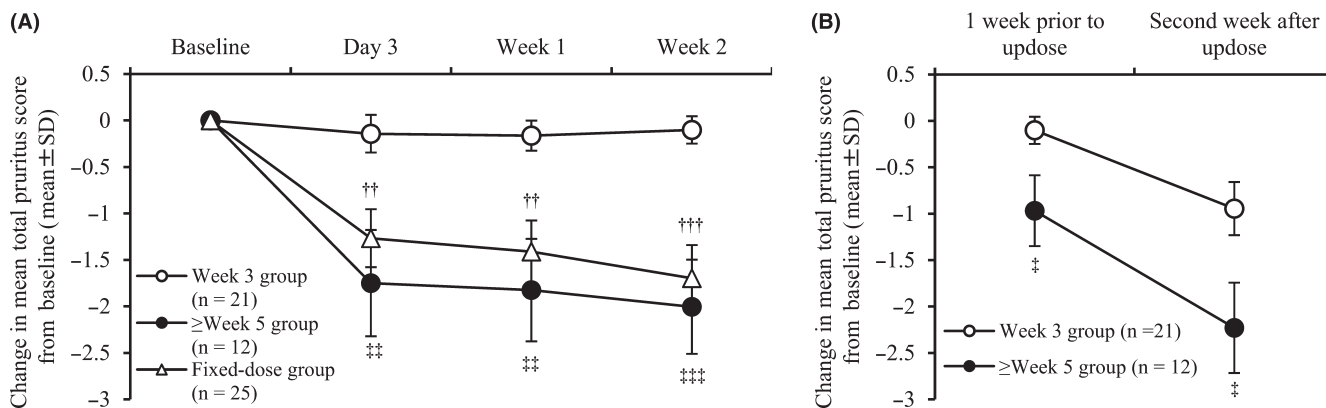 (A)
Baseline Day 3 Week 1 Week 2
Change in mean total pruritus score
from baseline (mean±SD)
0.5
0
−0.5
−1
−1.5
−2
−2.5
−3
†† †† †††
‡‡ ‡‡ ‡‡‡
Week 3 group
(n = 21)
≥Week 5 group
(n = 12)
Fixed-dose group
(n = 25)
(B)
1 week prior to
updose
Second week after
updose
Change in mean total pruritus score
from baseline (mean±SD)
0.5
0
−0.5
−1
−1.5
−2
−2.5
−3
‡
‡
Week 3 group (n =21)
≥Week 5 group (n = 12)